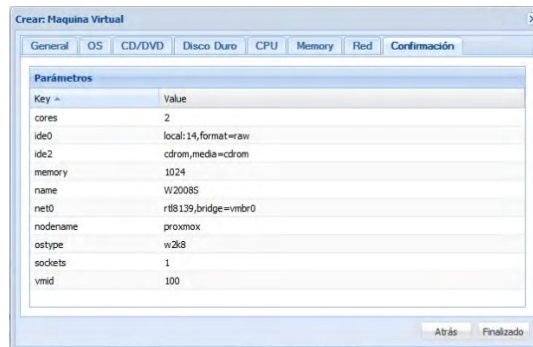 Crear: Maquina Virtual
General OS CD/DVD Disco Duro CPU Memory Red Confirmación
Parámetros
Key Value
cores 2
ide0 local:14,format=raw
ide2 cdrom,media=cdrom
memory 1024
name W2008S
net0 rtl8139,bridge=vmbr0
nodename proxmox
ostype w2k8
sockets 1
vmid 100
Atrás Finalizado